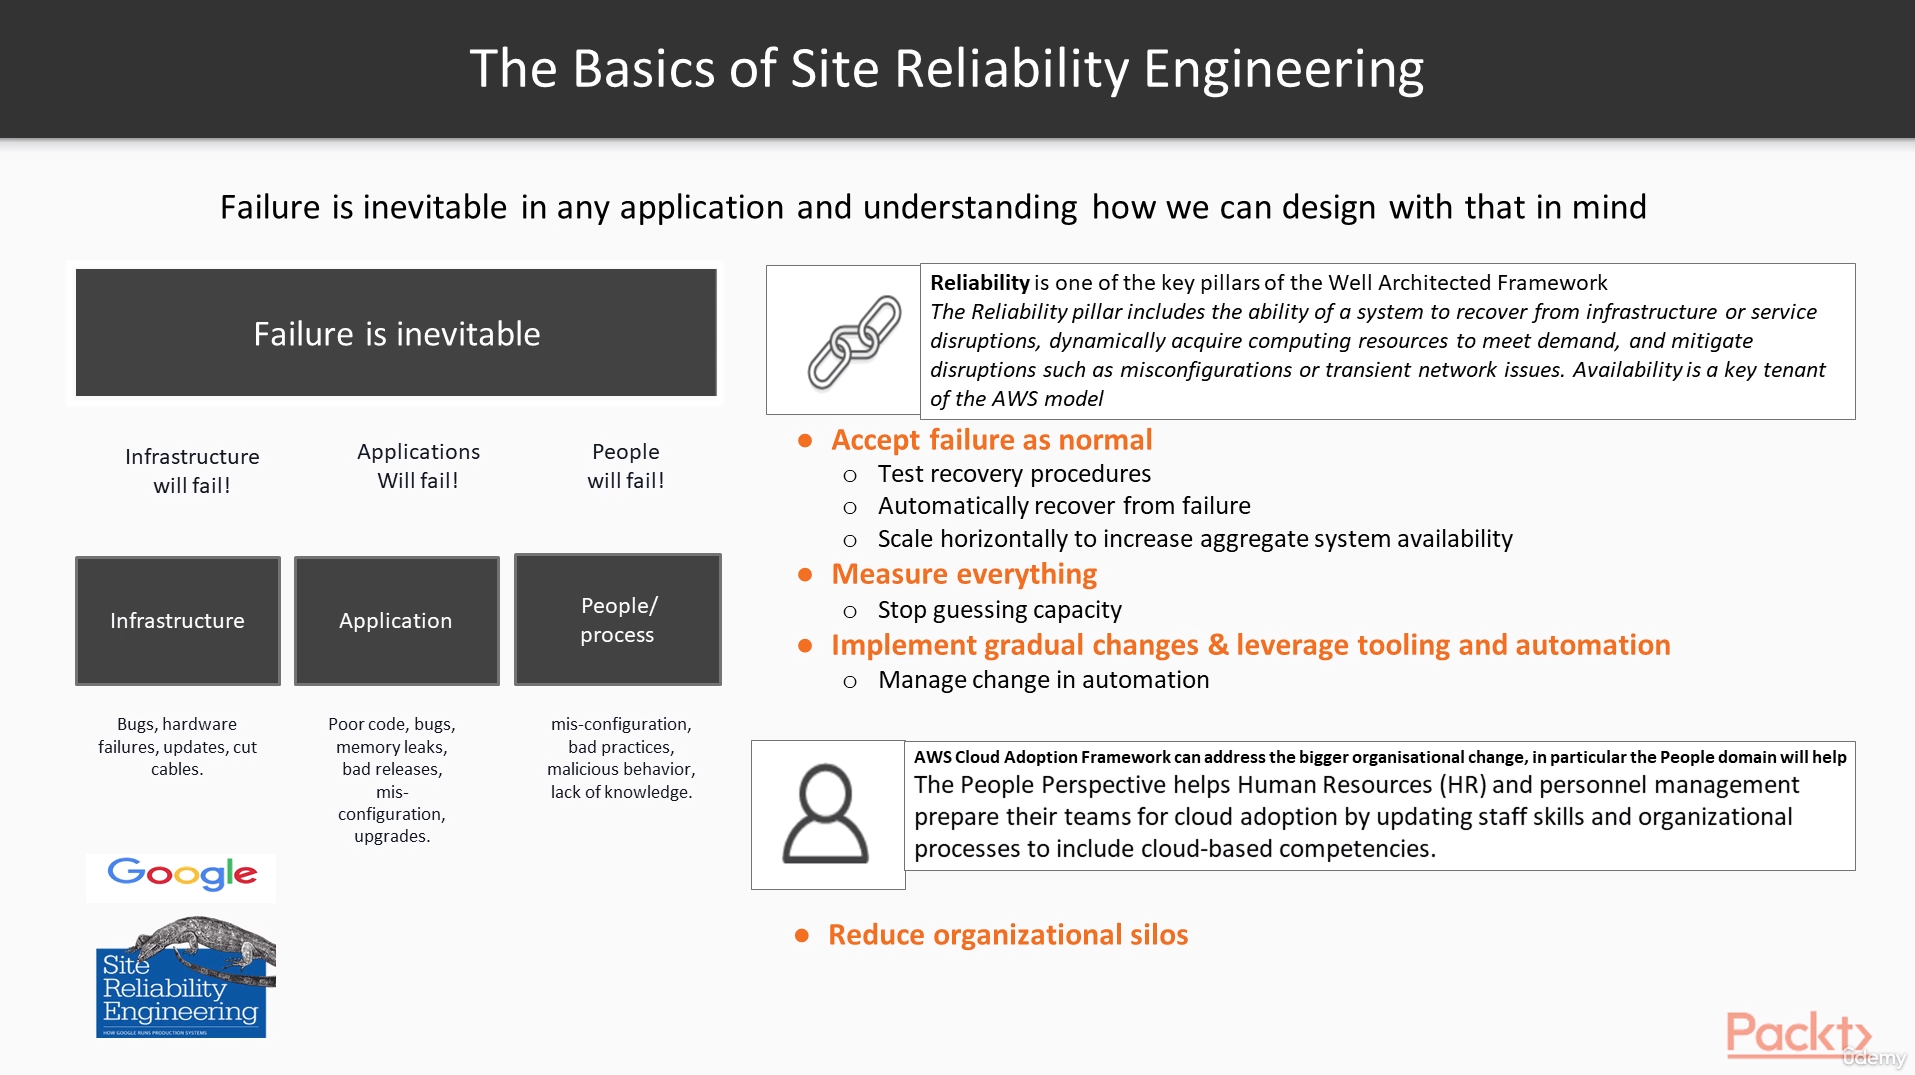 The Basics of Site Reliability Engineering
Failure is inevitable in any application and understanding how we can design with that in mind
Failure is inevitable
Infrastructure
will fail!
Applications
Will fail!
People
will fail!
Infrastructure
Application
People/
process
Bugs, hardware
failures, updates, cut
cables.
Poor code, bugs,
memory leaks,
bad releases,
mis-
configuration,
upgrades.
mis-configuration,
bad practices,
malicious behavior,
lack of knowledge.
Google
Site
Reliability
Engineering
HOW GOOGLE RUNS PRODUCTION SYSTEMS
Reliability is one of the key pillars of the Well Architected Framework
The Reliability pillar includes the ability of a system to recover from infrastructure or service
disruptions, dynamically acquire computing resources to meet demand, and mitigate
disruptions such as misconfigurations or transient network issues. Availability is a key tenant
of the AWS model
● Accept failure as normal
o Test recovery procedures
o Automatically recover from failure
o Scale horizontally to increase aggregate system availability
● Measure everything
o Stop guessing capacity
● Implement gradual changes & leverage tooling and automation
o Manage change in automation
AWS Cloud Adoption Framework can address the bigger organisational change, in particular the People domain will help
The People Perspective helps Human Resources (HR) and personnel management
prepare their teams for cloud adoption by updating staff skills and organizational
processes to include cloud-based competencies.
● Reduce organizational silos
Packt>
ûdemy